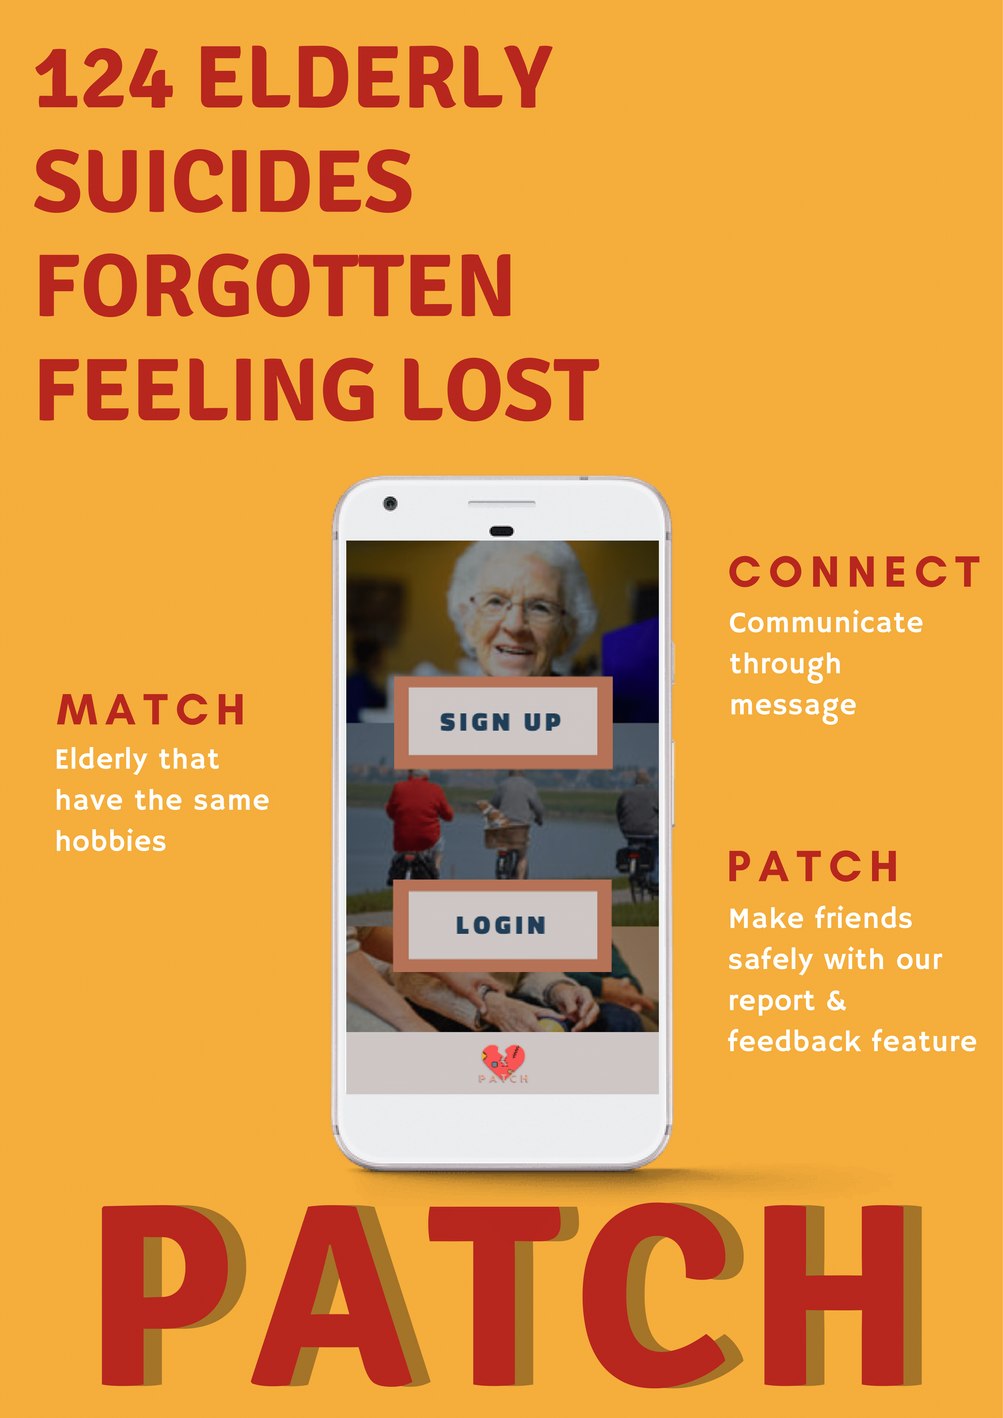 124 ELDERLY
SUICIDES
FORGOTTEN
FEELING LOST
MATCH
Elderly that
have the same
hobbies
SIGN UP
LOGIN
PATCH
CONNECT
Communicate
through
message
PATCH
Make friends
safely with our
report &
feedback feature
PATCH